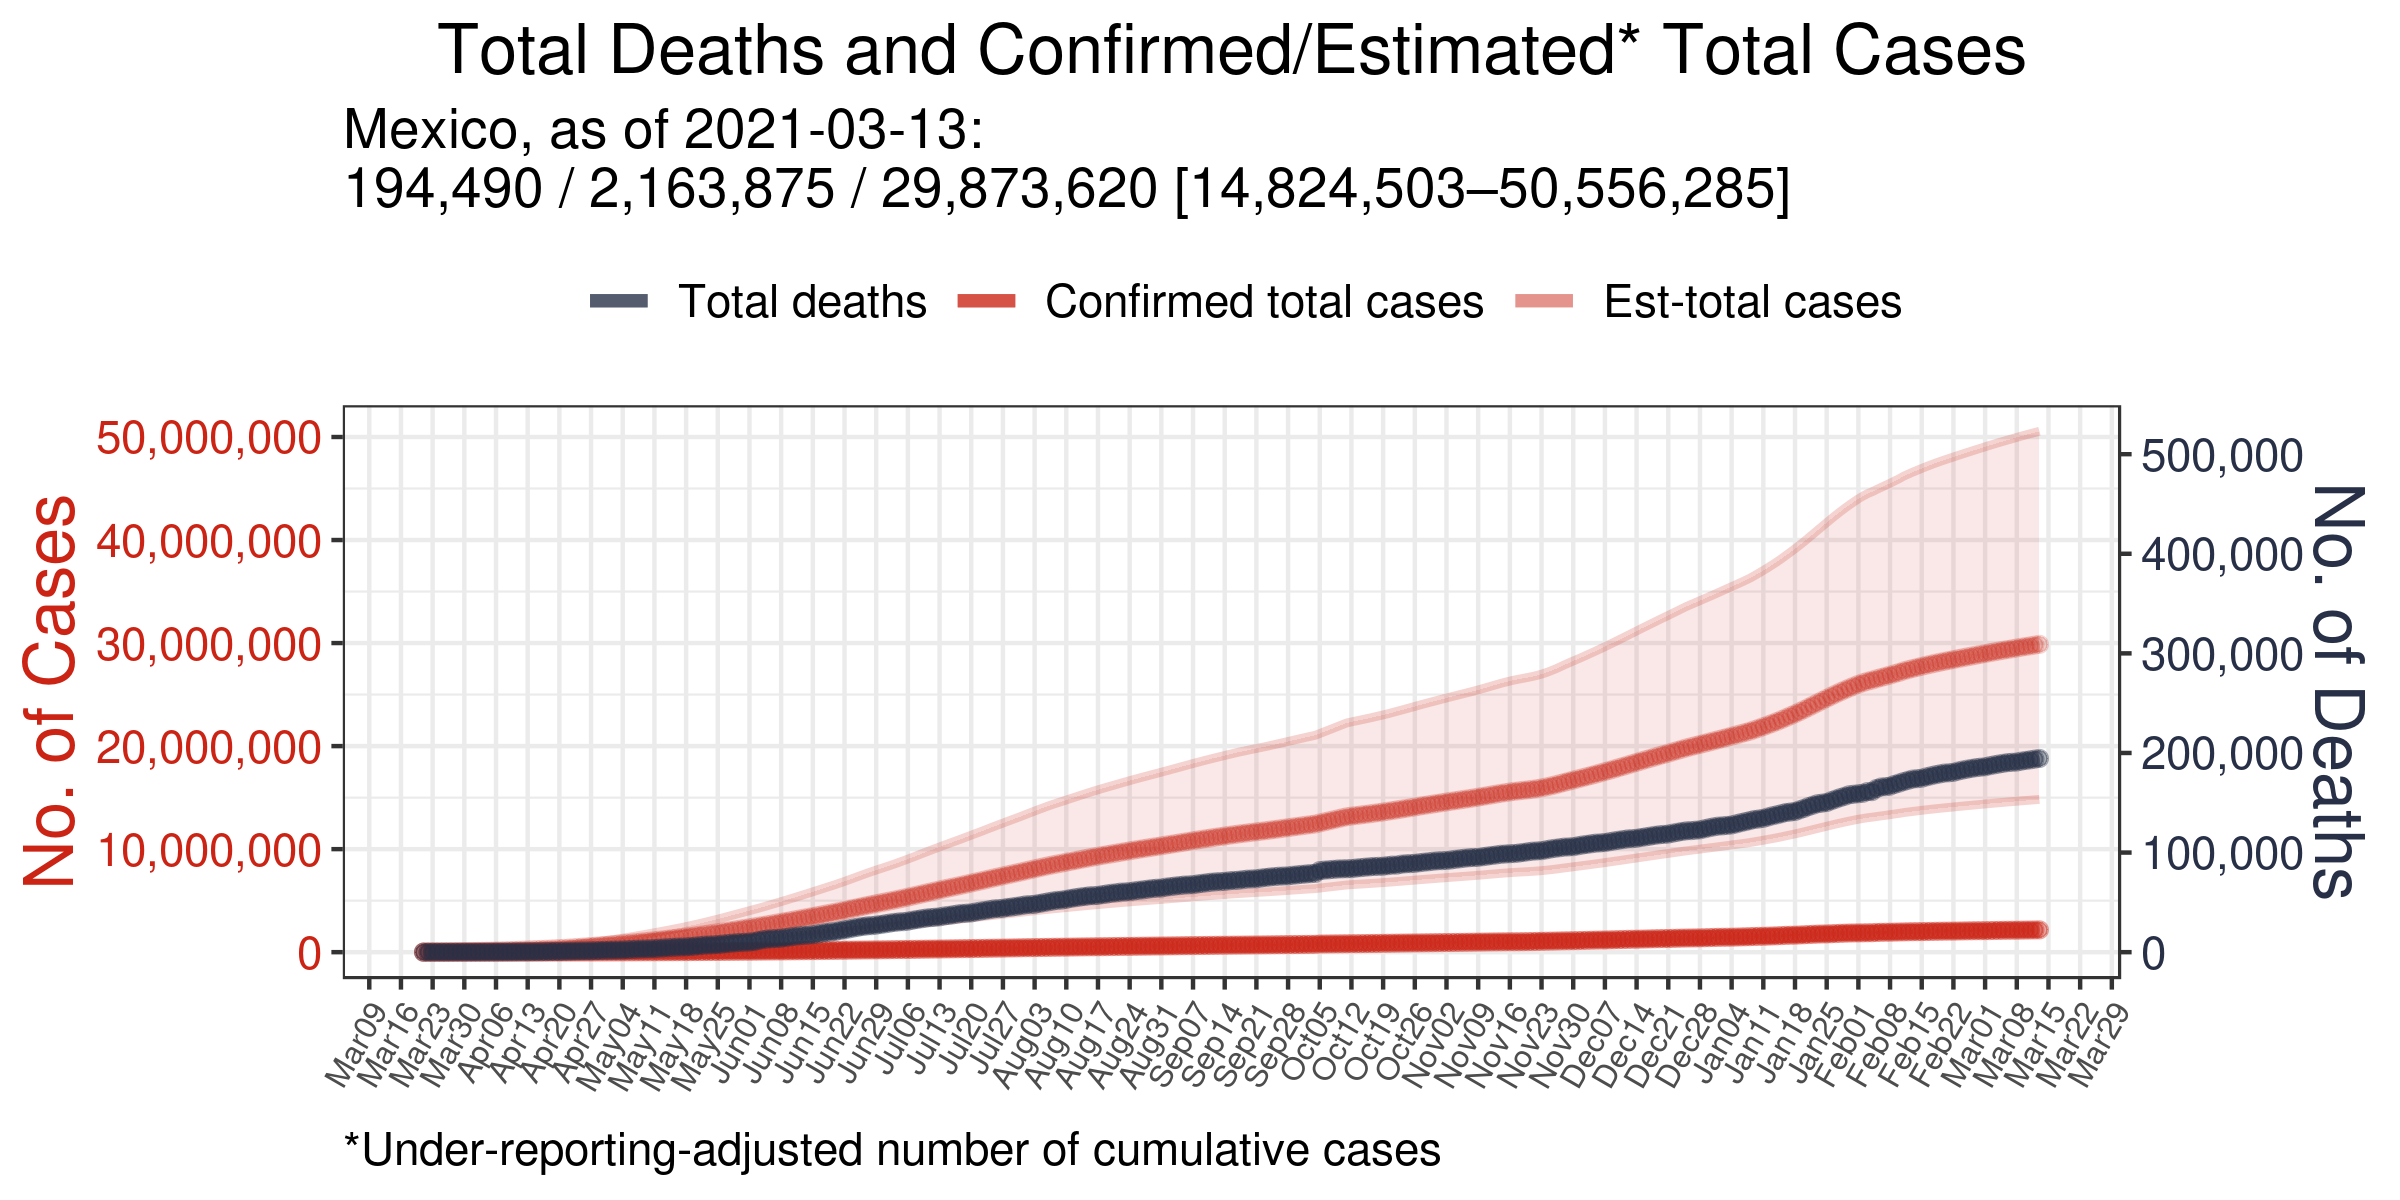 Total Deaths and Confirmed/Estimated* Total Cases
Mexico, as of 2021-03-13:
194,490 / 2,163,875 / 29,873,620 [14,824,503–50,556,285]
Total deaths
Confirmed total cases
Est-total cases
No. of Cases
50,000,000
40,000,000
30,000,000
20,000,000
10,000,000
0
500,000
400,000
300,000
200,000
100,000
0
No. of Deaths
Mar09
Mar16
Mar23
Mar30
Apr06
Apr13
Apr20
Apr27
May04
May11
May18
May25
Jun01
Jun08
Jun15
Jun22
Jun29
Jul06
Jul13
Jul20
Jul27
Aug03
Aug10
Aug17
Aug24
Aug31
Sep07
Sep14
Sep21
Sep28
Oct05
Oct12
Oct19
Oct26
Nov02
Nov09
Nov16
Nov23
Nov30
Dec07
Dec14
Dec21
Dec28
Jan04
Jan11
Jan18
Jan25
Feb01
Feb08
Feb15
Feb22
Mar01
Mar08
Mar15
Mar22
Mar29
*Under-reporting-adjusted number of cumulative cases